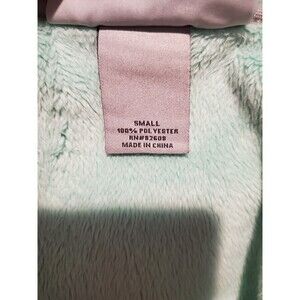 SMALL
100% POLYESTER
RN#82608
MADE IN CHINA